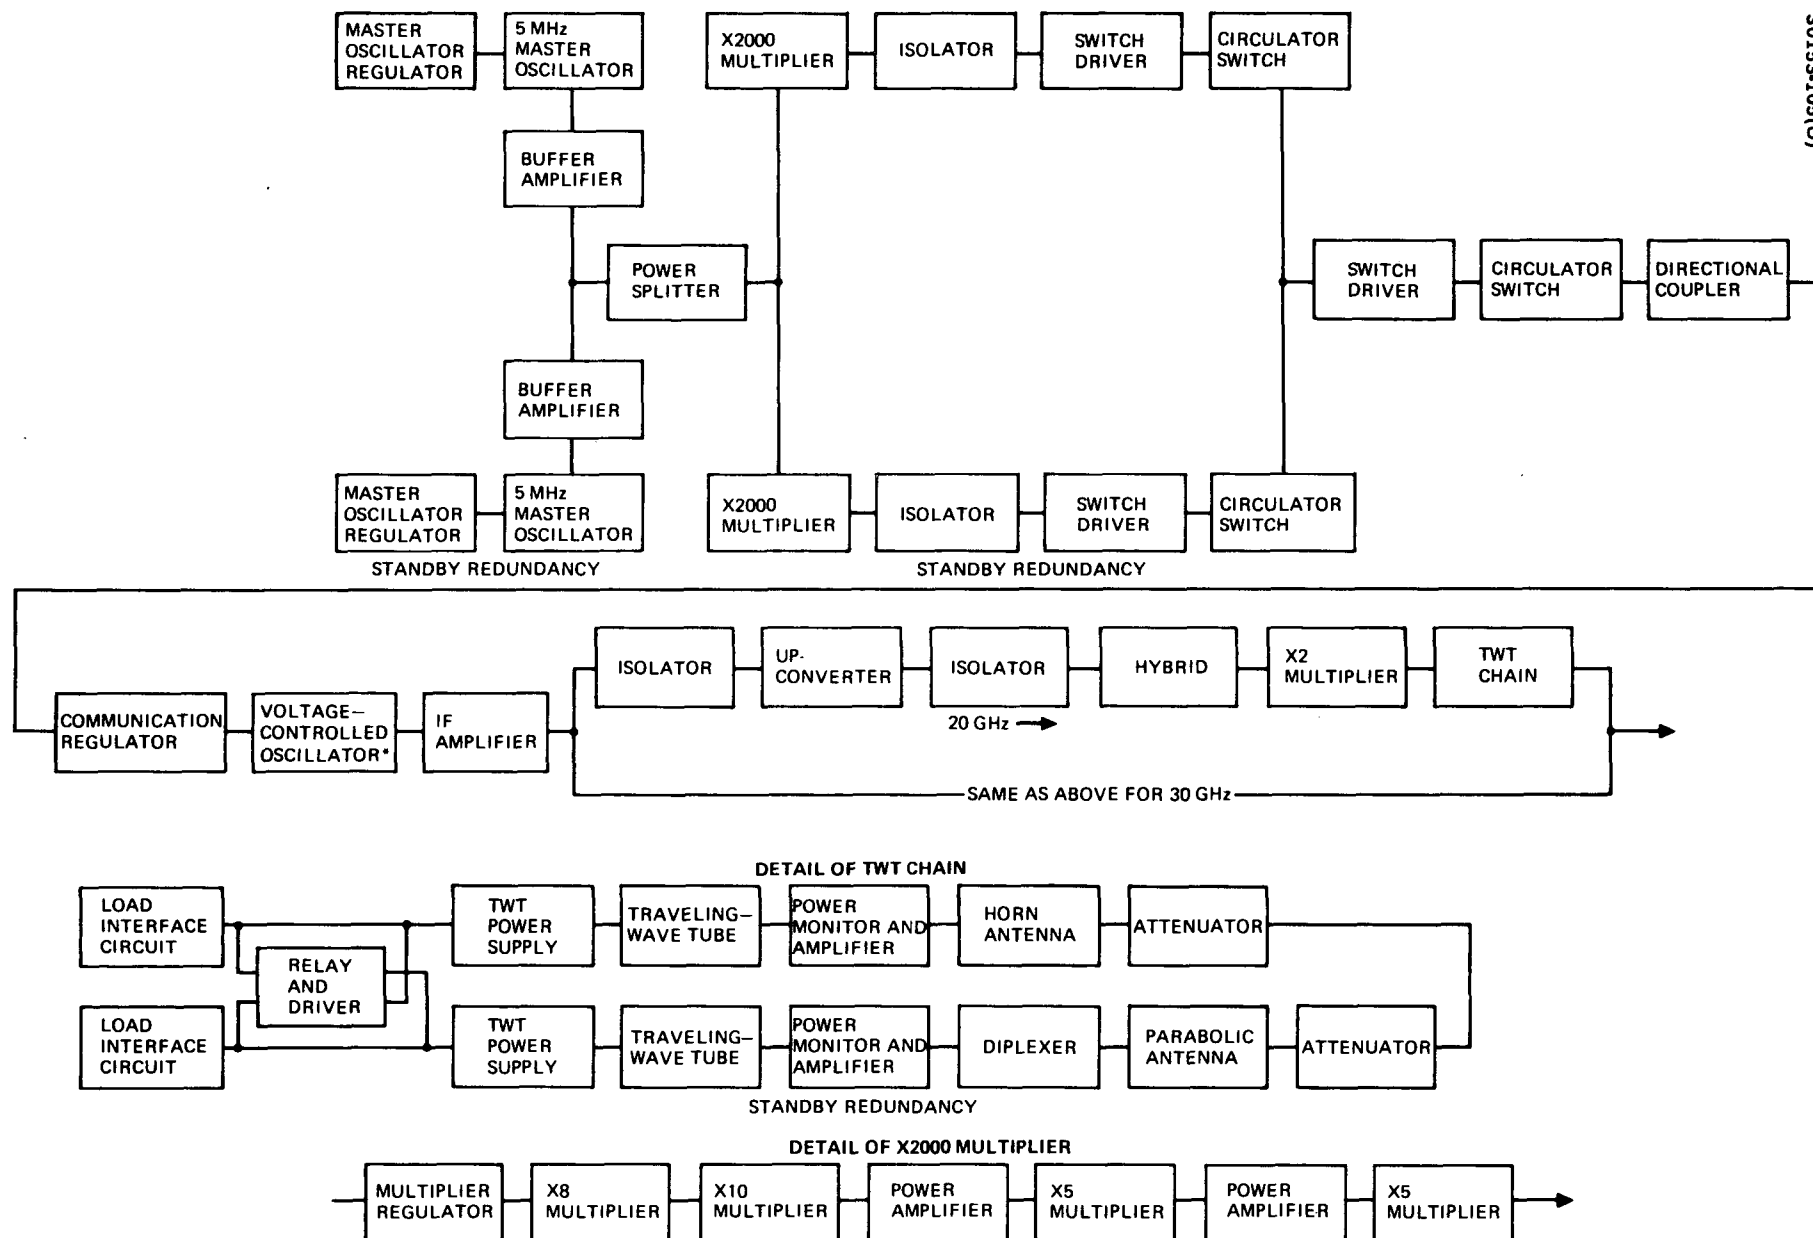 MASTER
OSCILLATOR
REGULATOR
5 MHz
MASTER
OSCILLATOR
X2000
MULTIPLIER
ISOLATOR
SWITCH
DRIVER
CIRCULATOR
SWITCH
BUFFER
AMPLIFIER
POWER
SPLITTER
SWITCH
DRIVER
CIRCULATOR
SWITCH
DIRECTIONAL
COUPLER
BUFFER
AMPLIFIER
MASTER
OSCILLATOR
REGULATOR
5 MHz
MASTER
OSCILLATOR
X2000
MULTIPLIER
ISOLATOR
SWITCH
DRIVER
CIRCULATOR
SWITCH
STANDBY REDUNDANCY
STANDBY REDUNDANCY
COMMUNICATION
REGULATOR
VOLTAGE—
CONTROLLED
OSCILLATOR*
IF
AMPLIFIER
ISOLATOR
UP-
CONVERTER
ISOLATOR
HYBRID
X2
MULTIPLIER
TWT
CHAIN
20 GHz
SAME AS ABOVE FOR 30 GHz
DETAIL OF TWT CHAIN
LOAD
INTERFACE
CIRCUIT
RELAY
AND
DRIVER
TWT
POWER
SUPPLY
TRAVELING—
WAVE TUBE
POWER
MONITOR AND
AMPLIFIER
HORN
ANTENNA
ATTENUATOR
LOAD
INTERFACE
CIRCUIT
TWT
POWER
SUPPLY
TRAVELING—
WAVE TUBE
POWER
MONITOR AND
AMPLIFIER
DIPLEXER
PARABOLIC
ANTENNA
ATTENUATOR
STANDBY REDUNDANCY
DETAIL OF X2000 MULTIPLIER
MULTIPLIER
REGULATOR
X8
MULTIPLIER
X10
MULTIPLIER
POWER
AMPLIFIER
X5
MULTIPLIER
POWER
AMPLIFIER
X5
MULTIPLIER